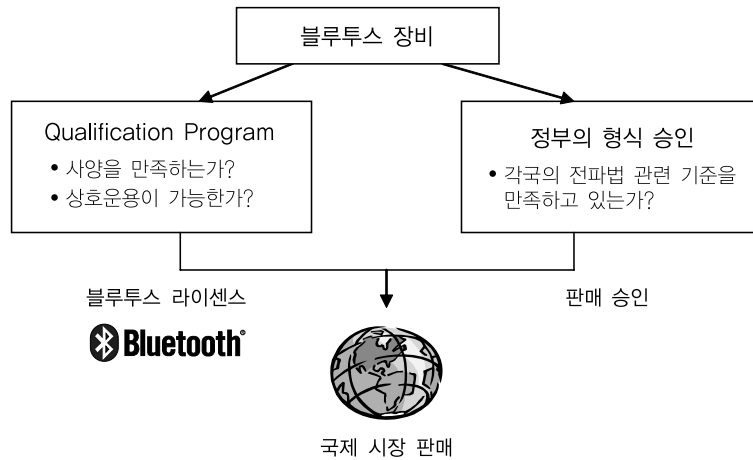 블루투스 장비
Qualification Program
• 사양을 만족하는가?
• 상호운용이 가능한가?
정부의 형식 승인
• 각국의 전파법 관련 기준을
만족하고 있는가?
블루투스 라이센스
판매 승인
Bluetooth®
국제 시장 판매